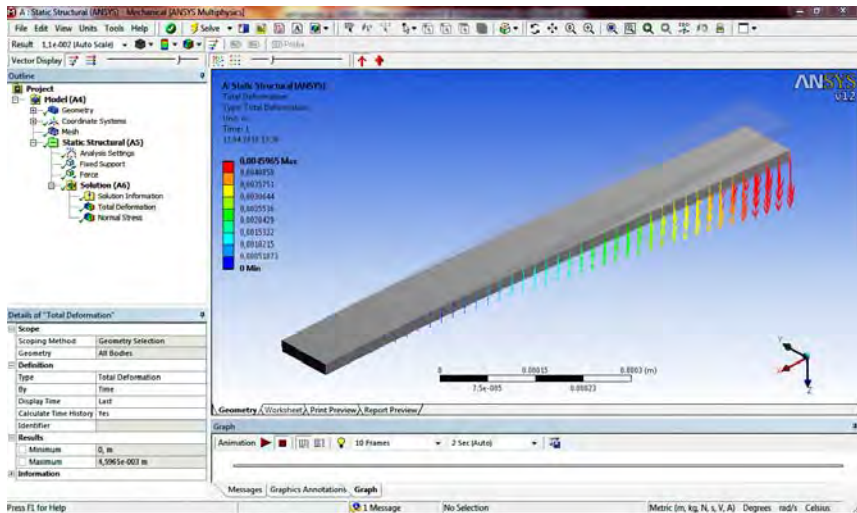 A : Static Structural (ANSYS) - Mechanical [ANSYS Multiphysics]
File Edit View Units Tools Help Solve
Result 1,1e-002 (Auto Scale) Probe
Vector Display
Outline
Project
Model (A4)
Geometry
Coordinate Systems
Mesh
Static Structural (A5)
Analysis Settings
Fixed Support
Force
Solution (A6)
Solution Information
Total Deformation
Normal Stress
A: Static Structural (ANSYS)
Total Deformation
Type: Total Deformation
Unit: m
Time: 1
0,0045965 Max
0,0040858
0,0035751
0,0030644
0,0025536
0,0020429
0,0015322
0,0010215
0,00051073
0 Min
ANSYS
v12
0 0.00015 0.0003 (m)
7.5e-005 0.00023
Y
X
Z
Details of "Total Deformation"
Scope
Scoping Method Geometry Selection
Geometry All Bodies
Definition
Type Total Deformation
By Time
Display Time Last
Calculate Time History Yes
Identifier
Results
Minimum 0, m
Maximum 4,5965e-003 m
Information
Geometry Worksheet Print Preview Report Preview
Graph
Animation 10 Frames 2 Sec (Auto)
Messages Graphics Annotations Graph
Press F1 for Help 1 Message No Selection Metric (m, kg, N, s, V, A) Degrees rad/s Celsius